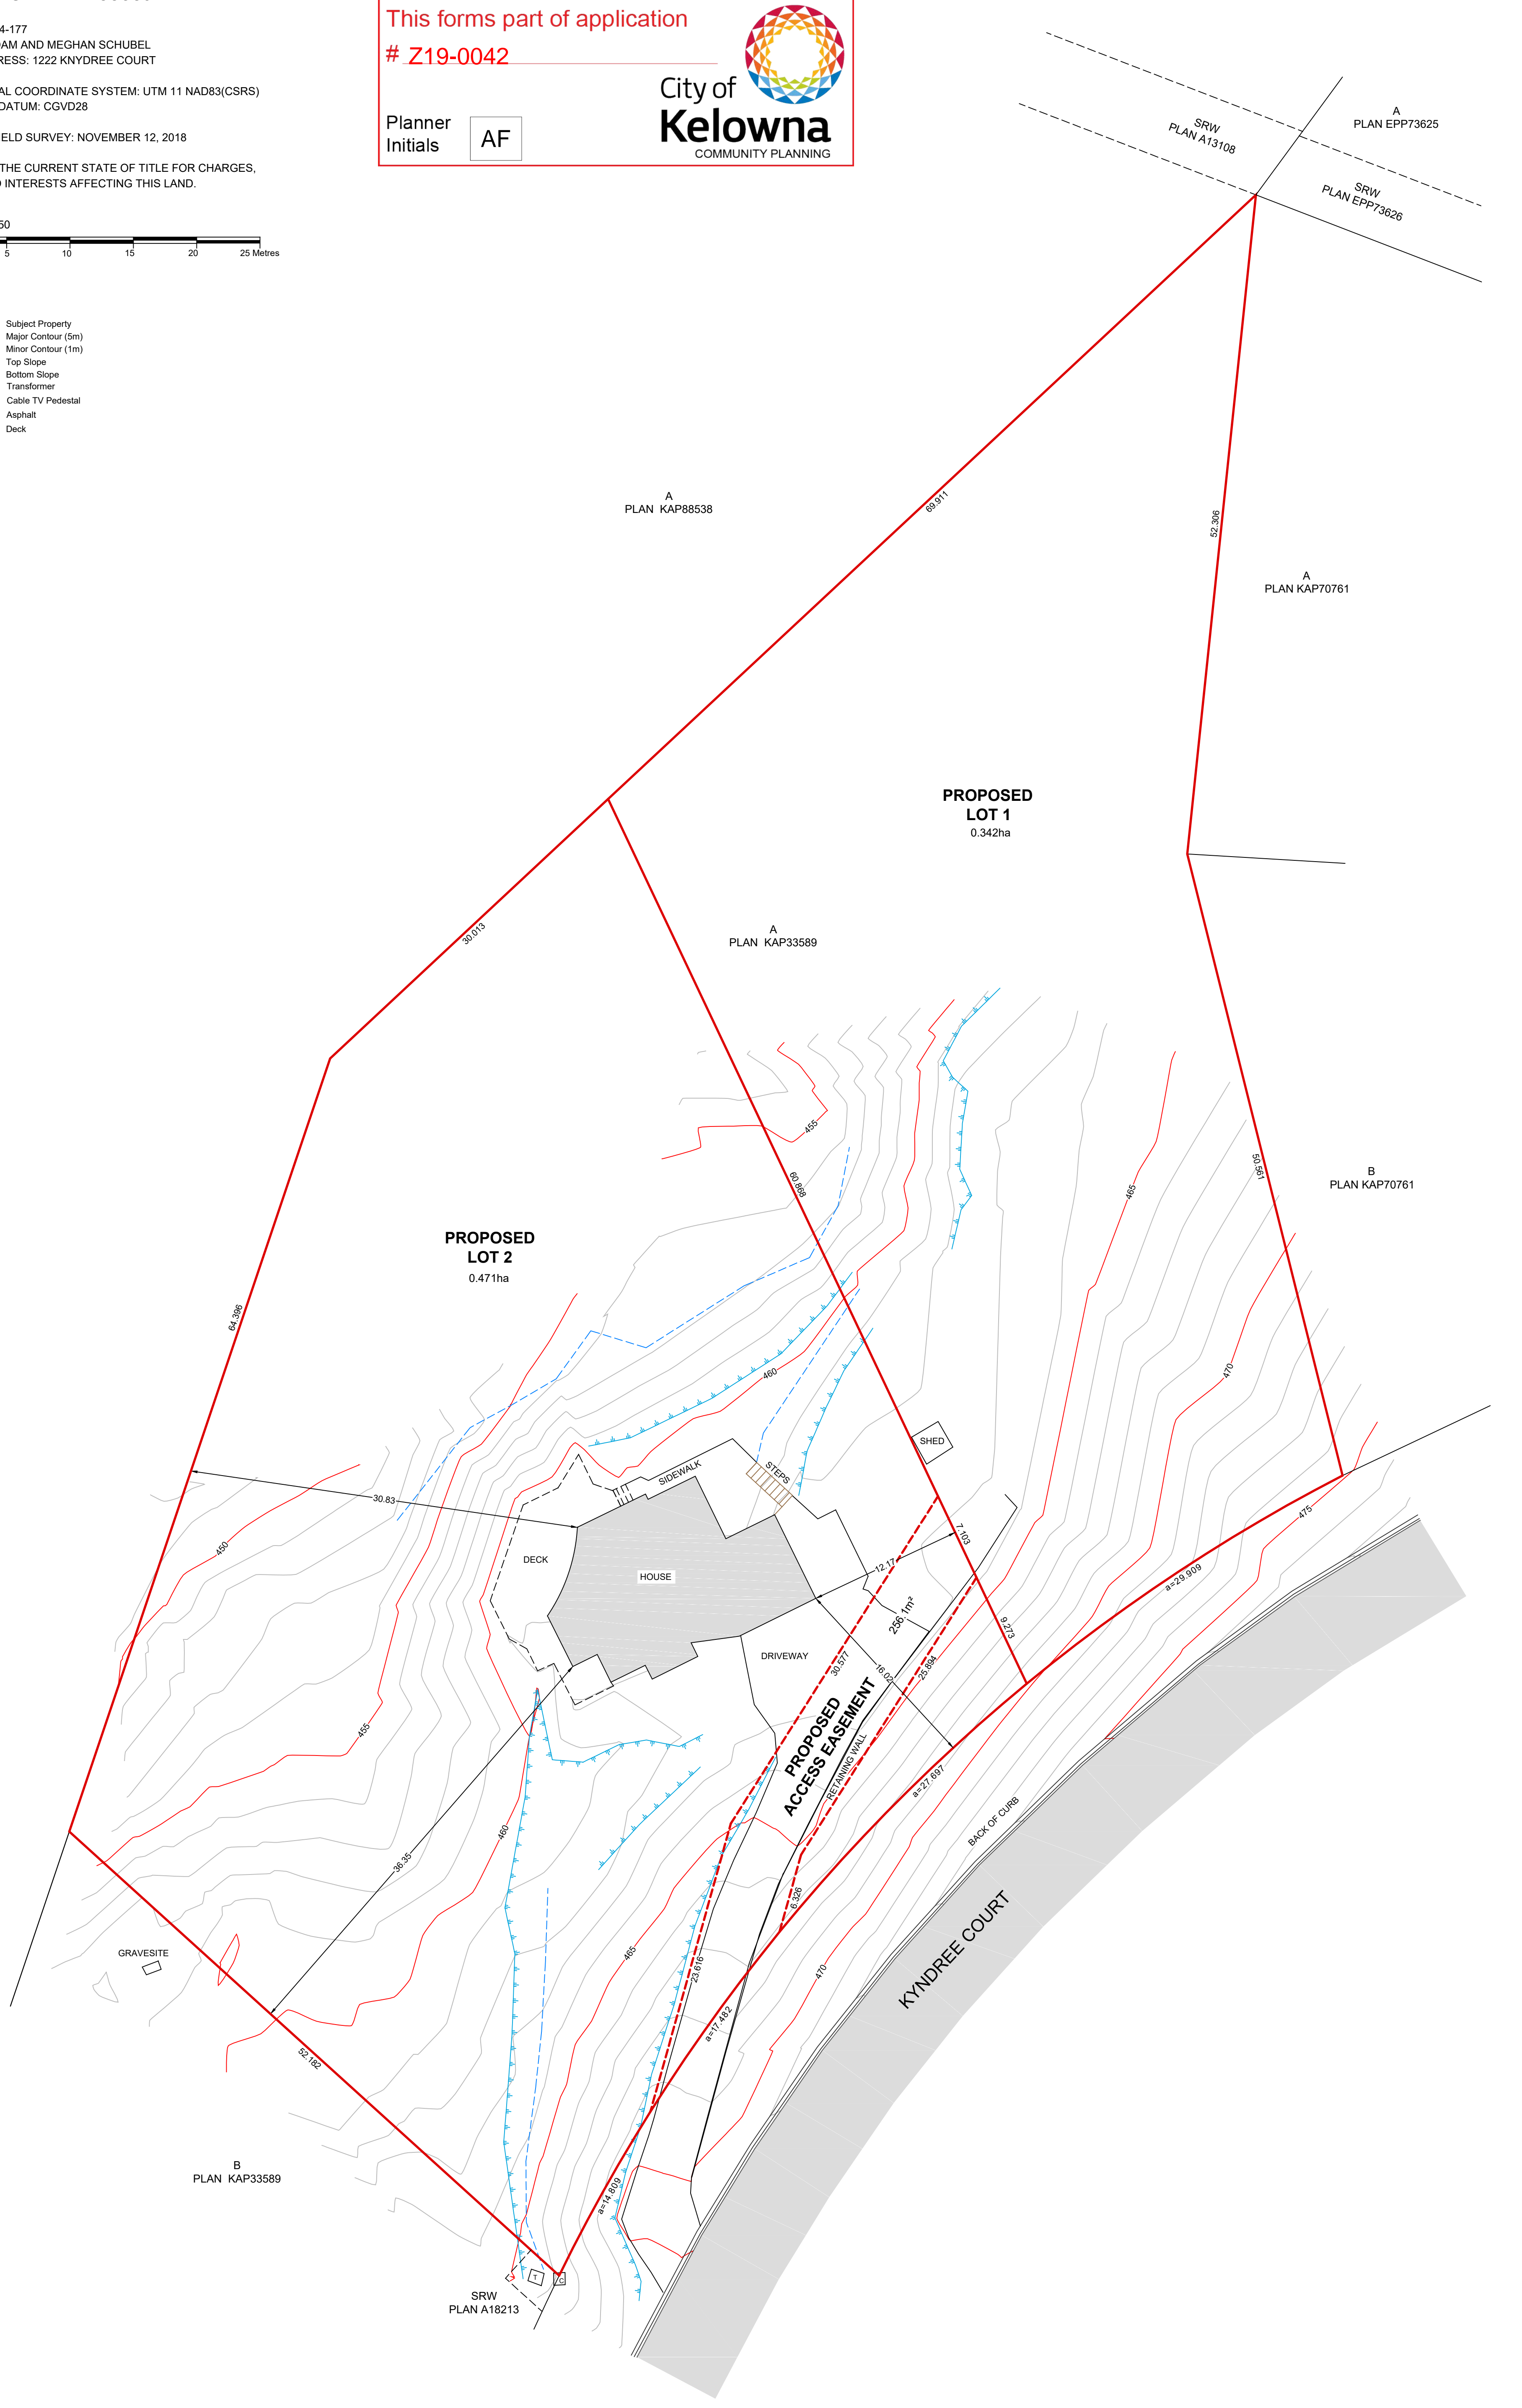 4-177
AM AND MEGHAN SCHUBEL
RESS: 1222 KNYDREE COURT
AL COORDINATE SYSTEM: UTM 11 NAD83(CSRS)
DATUM: CGVD28
ELD SURVEY: NOVEMBER 12, 2018
THE CURRENT STATE OF TITLE FOR CHARGES,
INTERESTS AFFECTING THIS LAND.
50
5 10 15 20 25 Metres
Subject Property
Major Contour (5m)
Minor Contour (1m)
Top Slope
Bottom Slope
Transformer
Cable TV Pedestal
Asphalt
Deck
This forms part of application
# Z19-0042
Planner
Initials
AF
City of
Kelowna
COMMUNITY PLANNING
SRW
PLAN A13108
A
PLAN EPP73625
SRW
PLAN EPP73626
A
PLAN KAP88538
69.911
52.306
A
PLAN KAP70761
PROPOSED
LOT 1
0.342ha
30.013
A
PLAN KAP33589
455
60.868
465
50.561
B
PLAN KAP70761
PROPOSED
LOT 2
0.471ha
64.396
460
470
SHED
SIDEWALK
STEPS
30.83
475
450
7.103
DECK
HOUSE
12.17
a=29.909
256.1m²
9.273
DRIVEWAY
30.577
16.02
25.894
PROPOSED
ACCESS EASEMENT
RETAINING WALL
455
a=27.697
BACK OF CURB
460
36.35
6.326
KYNDREE COURT
GRAVESITE
465
23.616
470
a=17.482
52.182
B
PLAN KAP33589
a=14.809
T
C
SRW
PLAN A18213